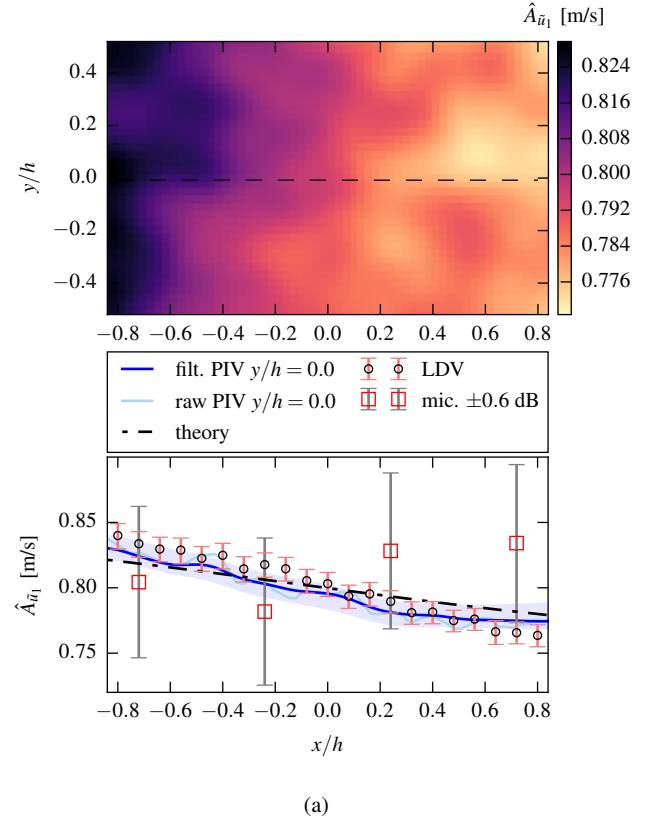 Â_ũ₁ [m/s]
0.4
0.2
0.0
−0.2
−0.4
y/h
0.824
0.816
0.808
0.800
0.792
0.784
0.776
−0.8 −0.6 −0.4 −0.2 0.0 0.2 0.4 0.6 0.8
filt. PIV y/h = 0.0
raw PIV y/h = 0.0
theory
LDV
mic. ±0.6 dB
0.85
0.80
0.75
Â_ũ₁ [m/s]
−0.8 −0.6 −0.4 −0.2 0.0 0.2 0.4 0.6 0.8
x/h
(a)